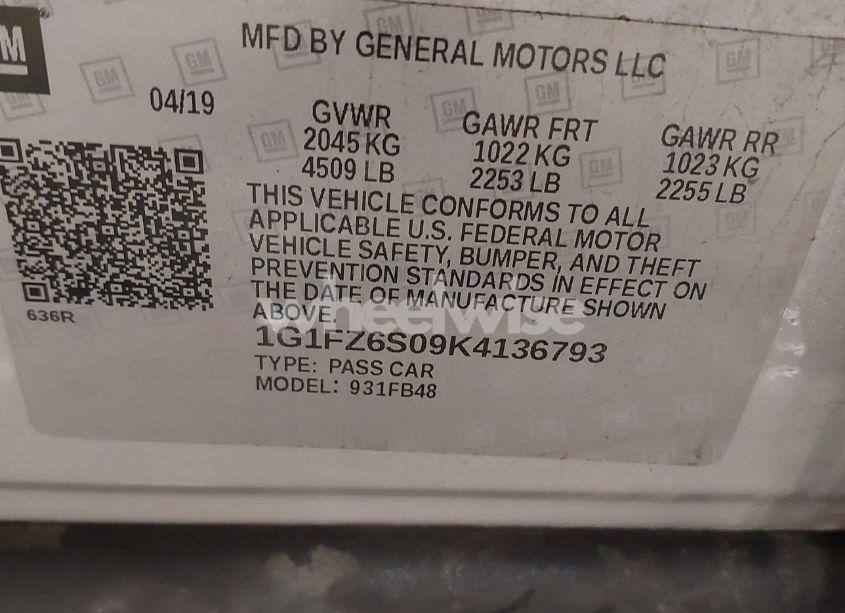 GM
MFD BY GENERAL MOTORS LLC
04/19
GVWR
2045 KG
4509 LB
GAWR FRT
1022 KG
2253 LB
GAWR RR
1023 KG
2255 LB
THIS VEHICLE CONFORMS TO ALL
APPLICABLE U.S. FEDERAL MOTOR
VEHICLE SAFETY, BUMPER, AND THEFT
PREVENTION STANDARDS IN EFFECT ON
THE DATE OF MANUFACTURE SHOWN
ABOVE.
wheelwise
636R
1G1FZ6S09K4136793
TYPE: PASS CAR
MODEL: 931FB48